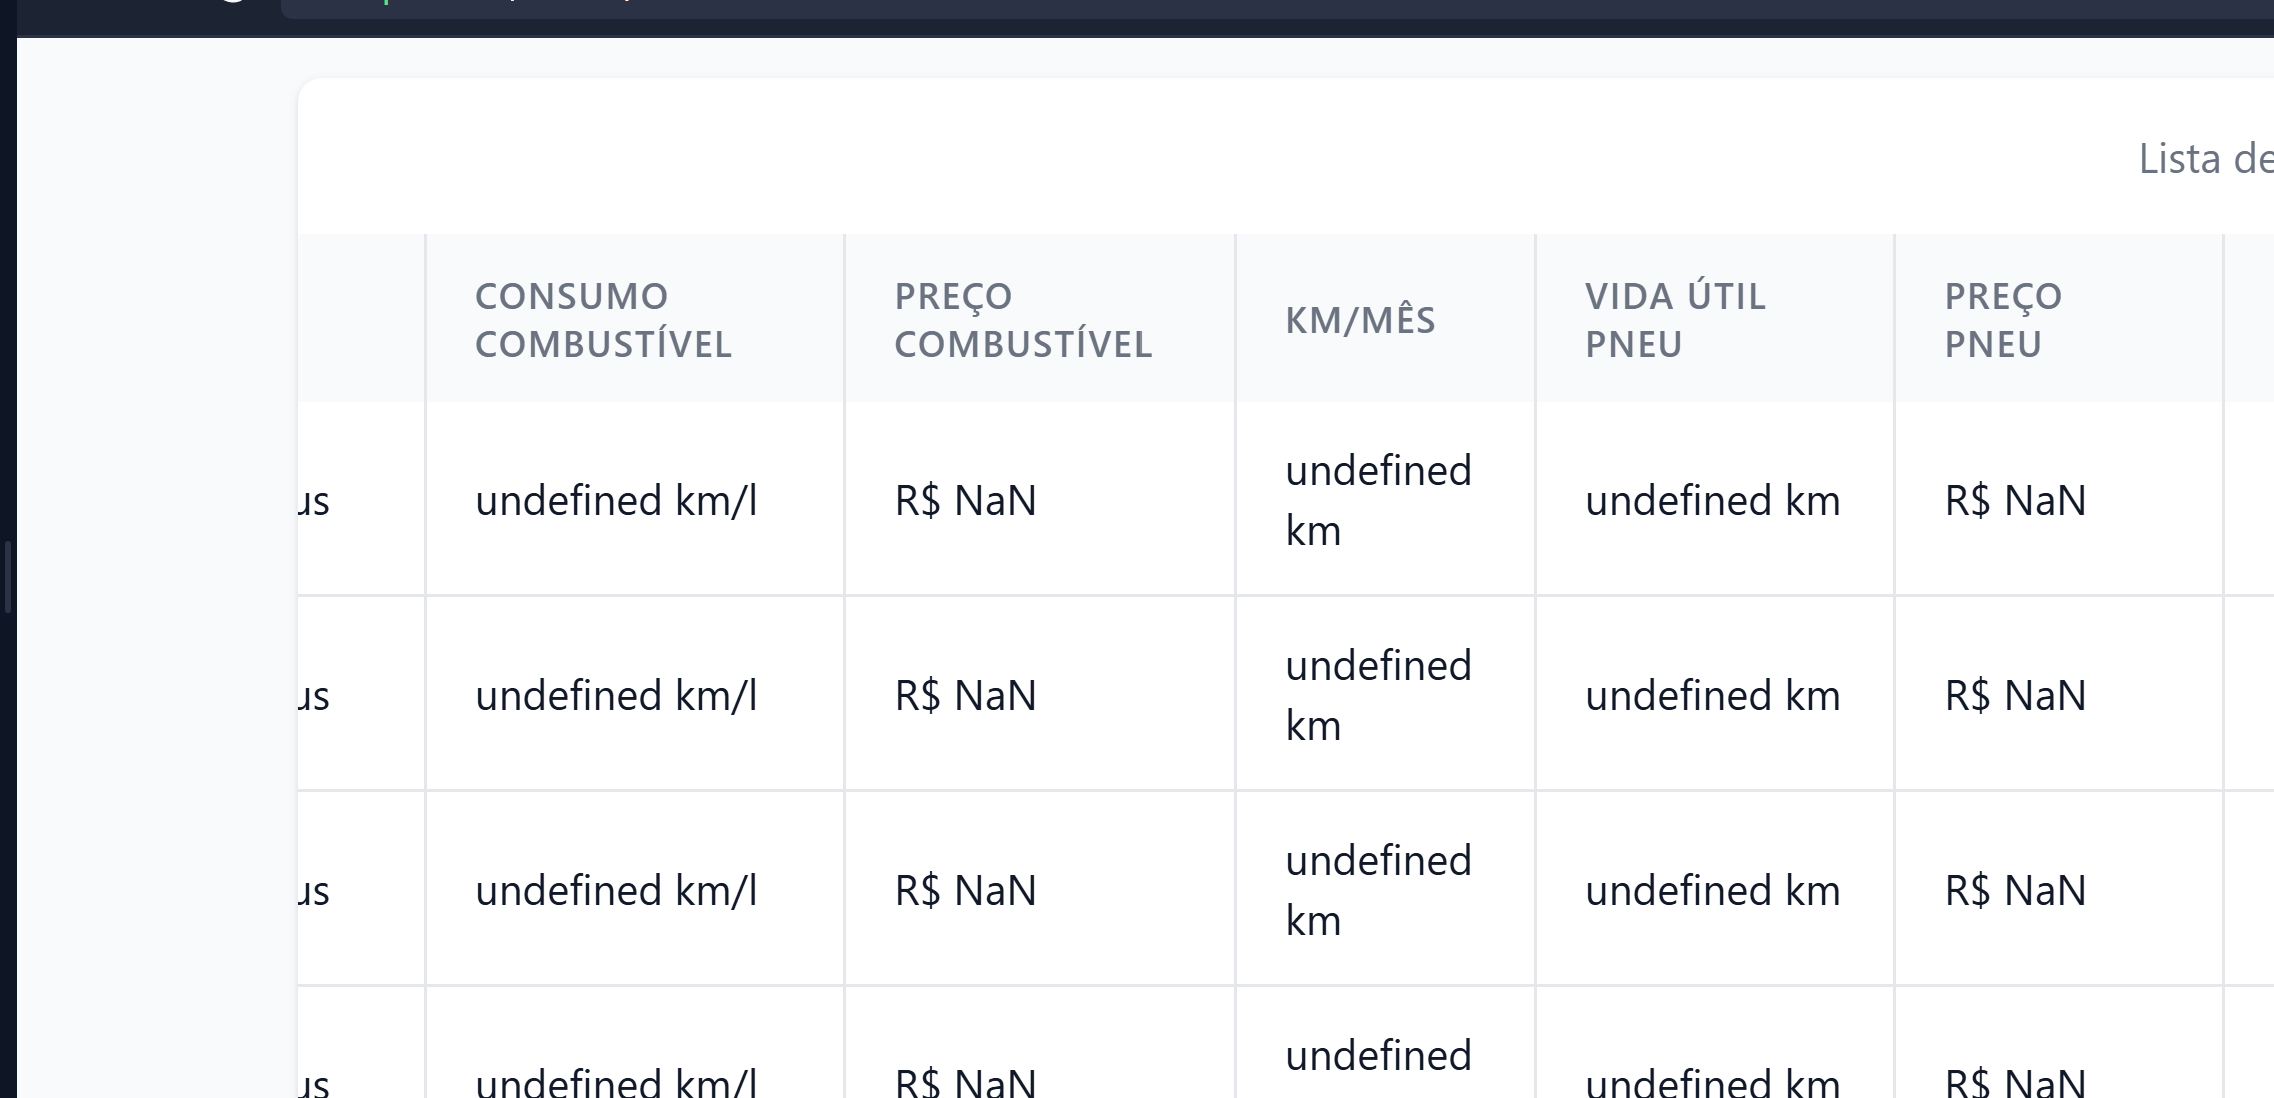 Lista de
CONSUMO
COMBUSTÍVEL
PREÇO
COMBUSTÍVEL
KM/MÊS
VIDA ÚTIL
PNEU
PREÇO
PNEU
us
undefined km/l
R$ NaN
undefined
km
undefined km
R$ NaN
us
undefined km/l
R$ NaN
undefined
km
undefined km
R$ NaN
us
undefined km/l
R$ NaN
undefined
km
undefined km
R$ NaN
us
undefined km/l
R$ NaN
undefined
undefined km
R$ NaN